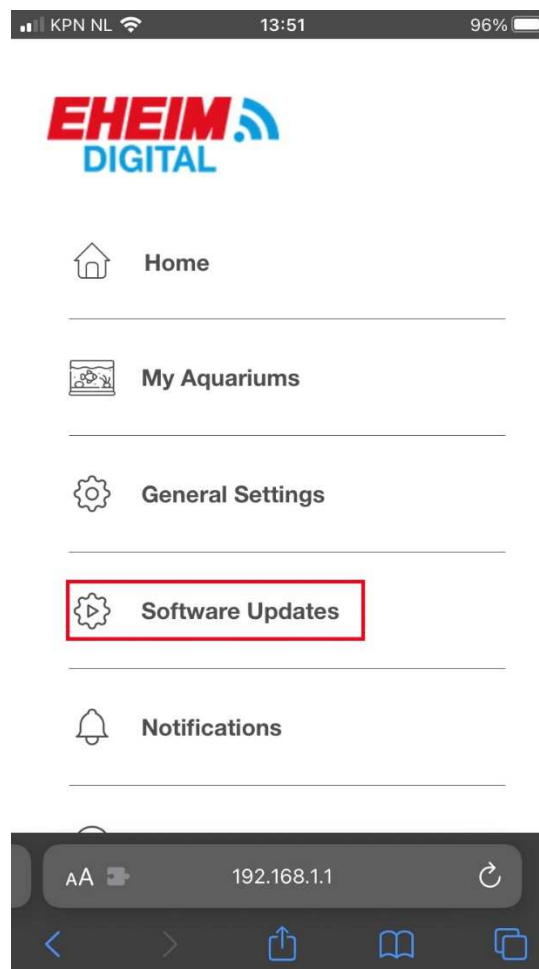 KPN NL 13:51 96%
EHEIM
DIGITAL
Home
My Aquariums
General Settings
Software Updates
Notifications
AA 192.168.1.1